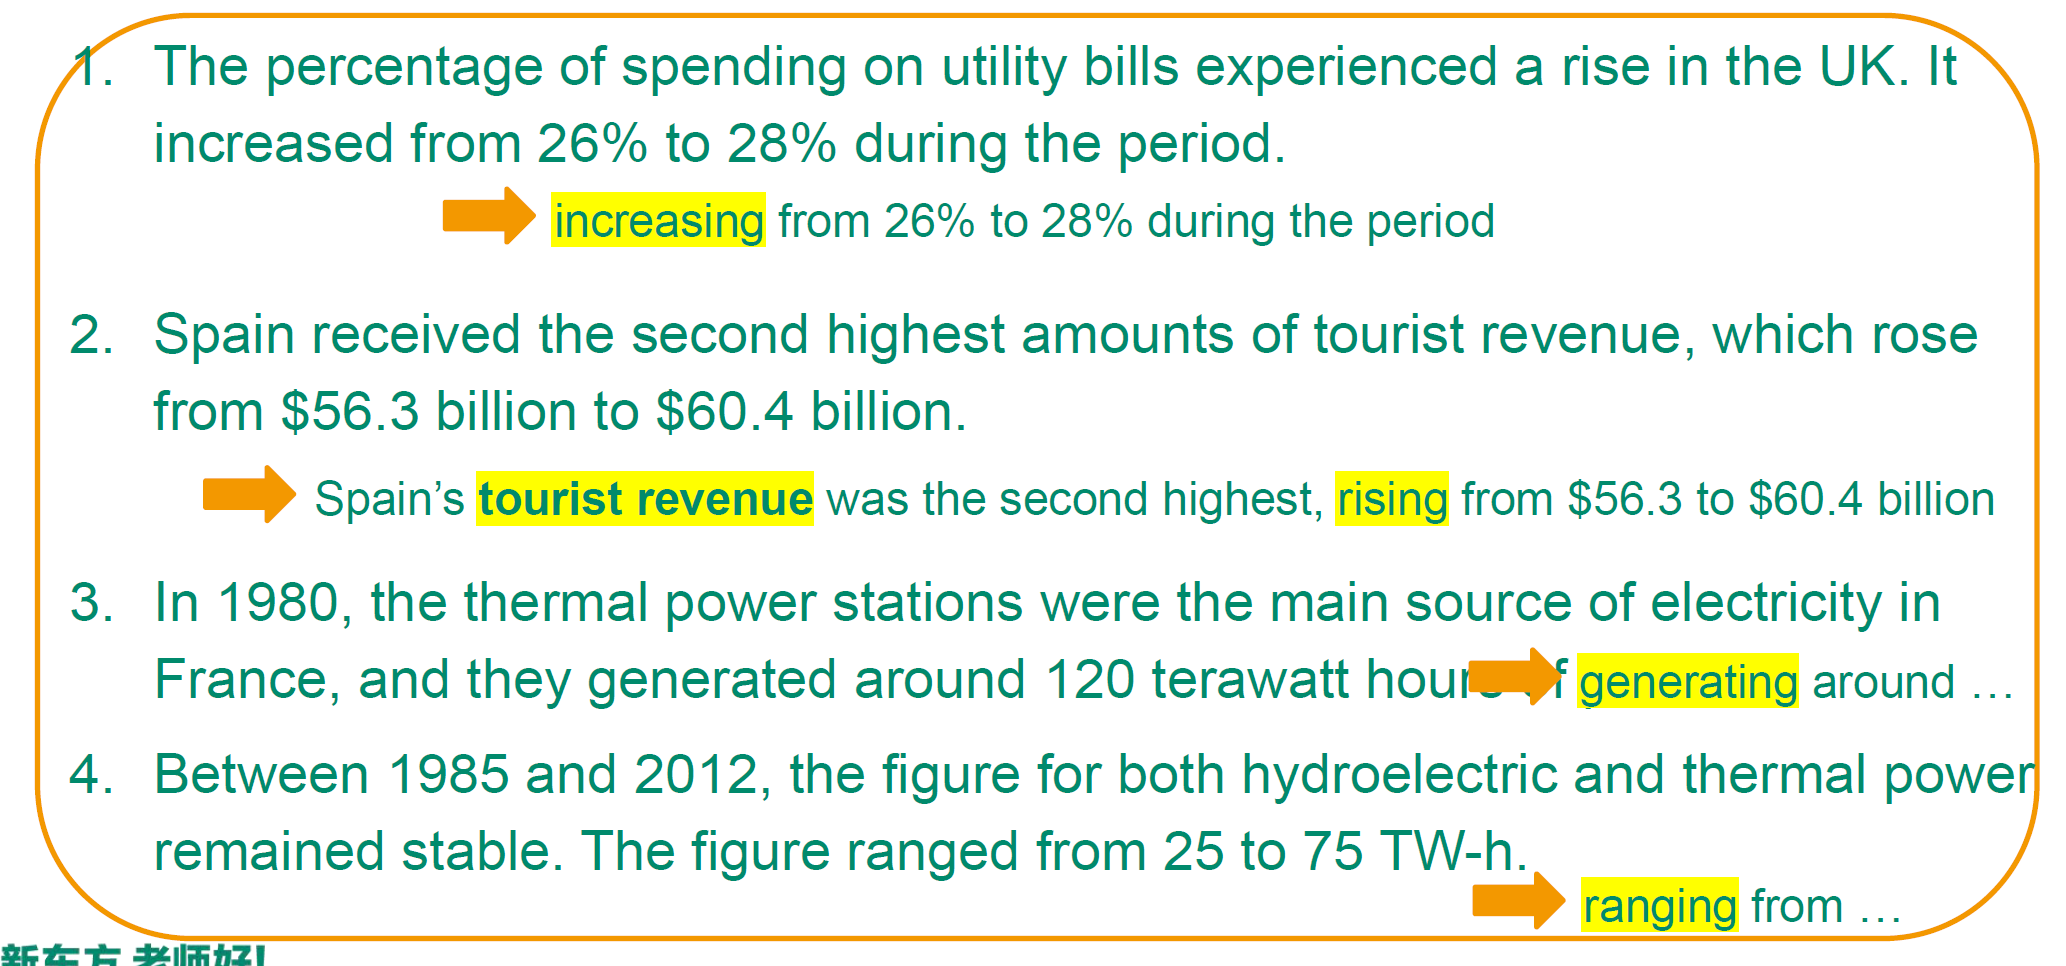 1. The percentage of spending on utility bills experienced a rise in the UK. It
increased from 26% to 28% during the period.
increasing from 26% to 28% during the period
2. Spain received the second highest amounts of tourist revenue, which rose
from $56.3 billion to $60.4 billion.
Spain’s tourist revenue was the second highest, rising from $56.3 to $60.4 billion
3. In 1980, the thermal power stations were the main source of electricity in
France, and they generated around 120 terawatt hours of
generating around …
4. Between 1985 and 2012, the figure for both hydroelectric and thermal power
remained stable. The figure ranged from 25 to 75 TW-h.
ranging from …
新东方 老师好!